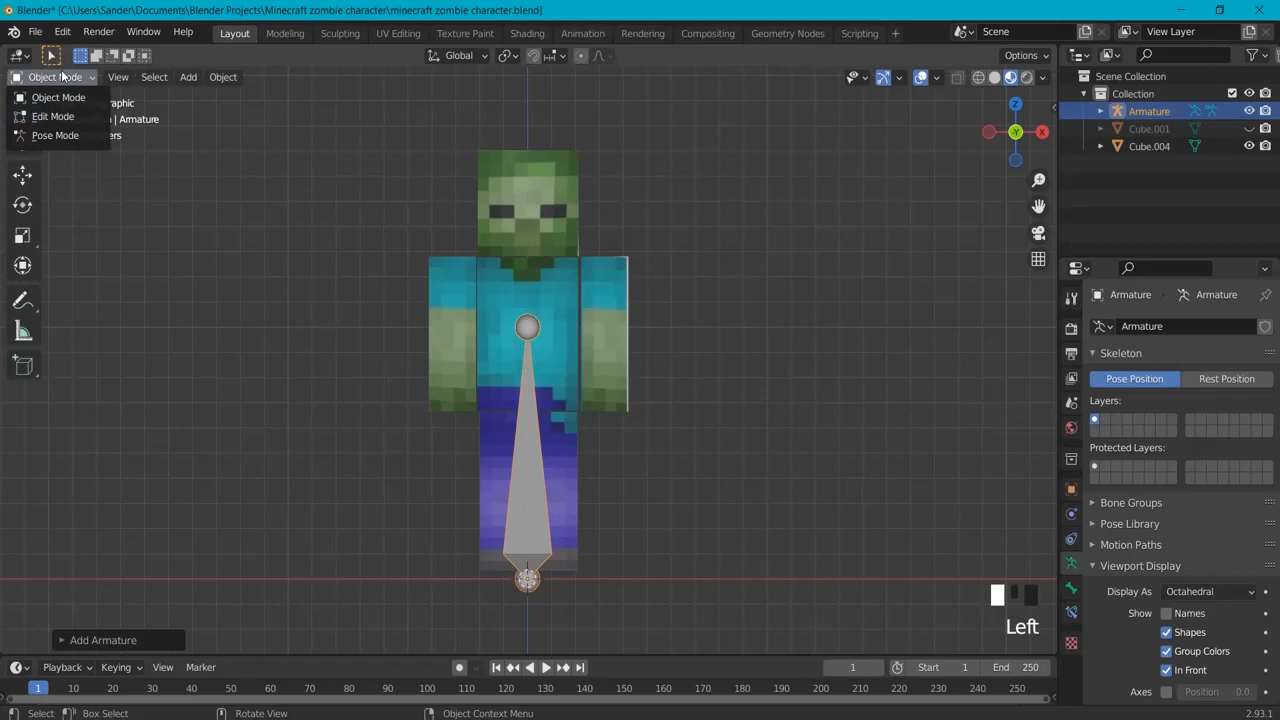 Blender* [C:\Users\Sander\Documents\Blender Projects\Minecraft zombie character\minecraft zombie character.blend]
File Edit Render Window Help Layout Modeling Sculpting UV Editing Texture Paint Shading Animation Rendering Compositing Geometry Nodes Scripting + Scene View Layer
Global Options
Object Mode View Select Add Object
Object Mode
Edit Mode
Pose Mode
graphic
| Armature
Z
Y
X
Scene Collection
Collection
Armature
Cube.001
Cube.004
Armature Armature
Armature
Skeleton
Pose Position Rest Position
Layers:
Protected Layers:
Bone Groups
Pose Library
Motion Paths
Viewport Display
Display As Octahedral
Show Names
Shapes
Group Colors
In Front
Axes Position 0.0
Left
Add Armature
Playback Keying View Marker 1 Start 1 End 250
1 10 20 30 40 50 60 70 80 90 100 110 120 130 140 150 160 170 180 190 200 210 220 230 240 250
Select Box Select Rotate View Object Context Menu 2.93.1